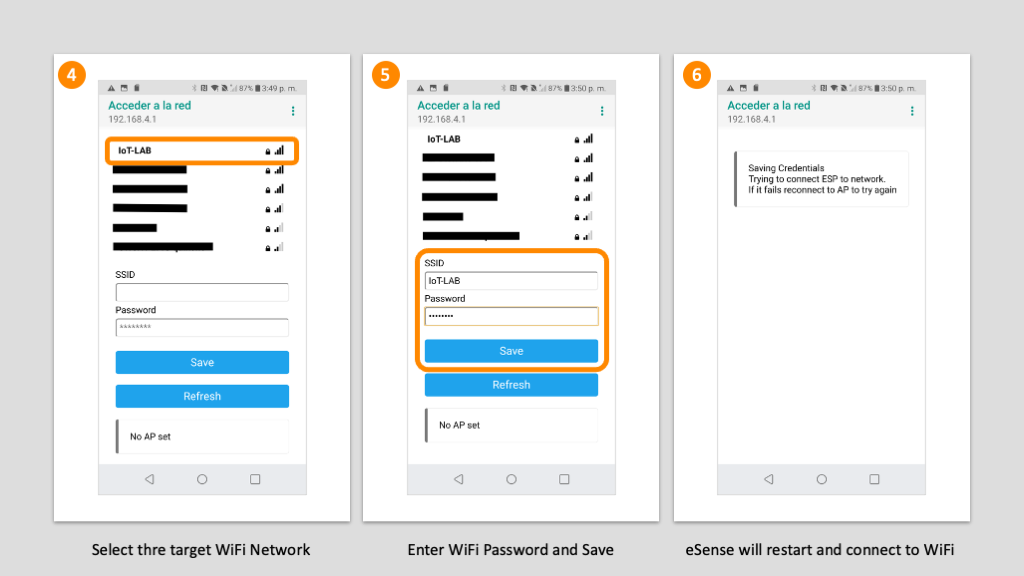 4
87% 3:49 p. m.
Acceder a la red
192.168.4.1
IoT-LAB
SSID
Password
********
Save
Refresh
No AP set
Select thre target WiFi Network
5
87% 3:50 p. m.
Acceder a la red
192.168.4.1
IoT-LAB
SSID
IoT-LAB
Password
••••••••
Save
Refresh
No AP set
Enter WiFi Password and Save
6
87% 3:50 p. m.
Acceder a la red
192.168.4.1
Saving Credentials
Trying to connect ESP to network.
If it fails reconnect to AP to try again
eSense will restart and connect to WiFi